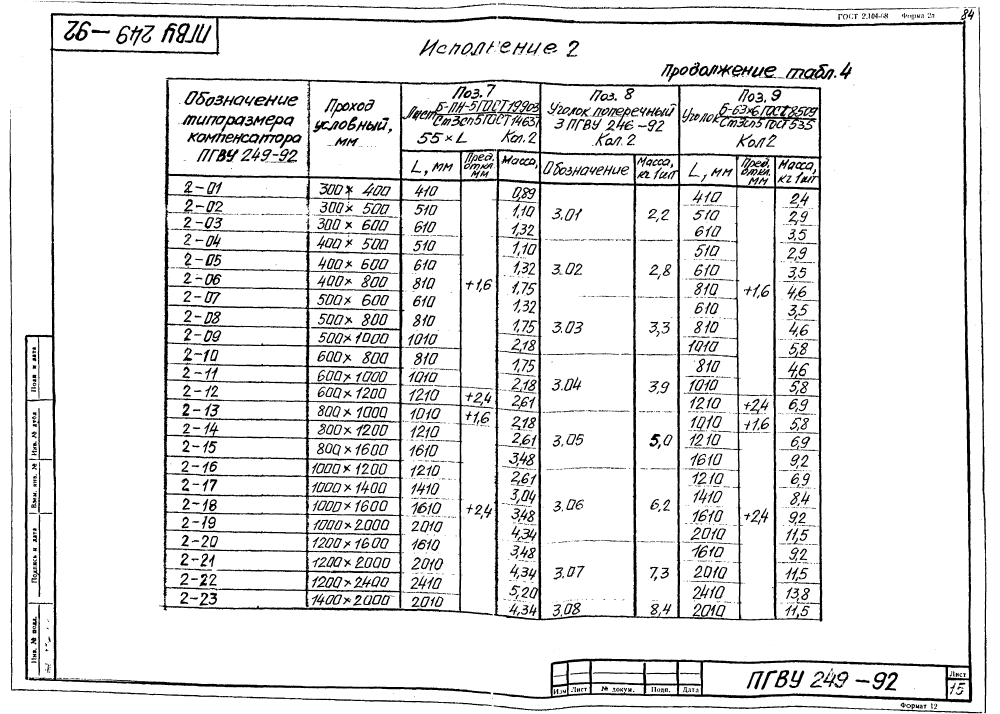 ГОСТ 2.104-68 Форма 2а 84
ПГВУ 249-92
Исполнение 2
Продолжение табл.4
Обозначение типоразмера компенсатора ПГВУ 249-92
Проход условный, мм
Поз. 7
Лист Б-ПН-5 ГОСТ 19903 / Ст3сп5 ГОСТ 14637
55×L Кол.2
Поз. 8
Уголок поперечный
3 ПГВУ 246-92
Кол. 2
Поз. 9
Уголок Б-63×6 ГОСТ 8509 / Ст3сп5 ГОСТ 535
Кол 2
L, мм Пред. откл. мм Масса, Обозначение Масса, кг 1 шт L, мм Пред. откл. мм Масса, кг 1 шт
2-01 300×400 410 0,89 410 2,4
2-02 300×500 510 1,10 3.01 2,2 510 2,9
2-03 300×600 610 1,32 610 3,5
2-04 400×500 510 1,10 510 2,9
2-05 400×600 610 1,32 3.02 2,8 610 3,5
2-06 400×800 810 +1,6 1,75 810 +1,6 4,6
2-07 500×600 610 1,32 610 3,5
2-08 500×800 810 1,75 3.03 3,3 810 4,6
2-09 500×1000 1010 2,18 1010 5,8
2-10 600×800 810 1,75 810 4,6
2-11 600×1000 1010 2,18 3.04 3,9 1010 5,8
2-12 600×1200 1210 +2,4 2,61 1210 +2,4 6,9
2-13 800×1000 1010 +1,6 2,18 1010 +1,6 5,8
2-14 800×1200 1210 2,61 3.05 5,0 1210 6,9
2-15 800×1600 1610 3,48 1610 9,2
2-16 1000×1200 1210 2,61 1210 6,9
2-17 1000×1400 1410 3,04 3.06 6,2 1410 8,4
2-18 1000×1600 1610 +2,4 3,48 1610 +2,4 9,2
2-19 1000×2000 2010 4,34 2010 11,5
2-20 1200×1600 1610 3,48 1610 9,2
2-21 1200×2000 2010 4,34 3.07 7,3 2010 11,5
2-22 1200×2400 2410 5,20 2410 13,8
2-23 1400×2000 2010 4,34 3.08 8,4 2010 11,5
Подп и дата
Инв. № дубл
Взам. инв. №
Подпись и дата
Инв. № подл.
Изм Лист № докум. Подп. Дата
ПГВУ 249-92
Лист
15
Формат 12